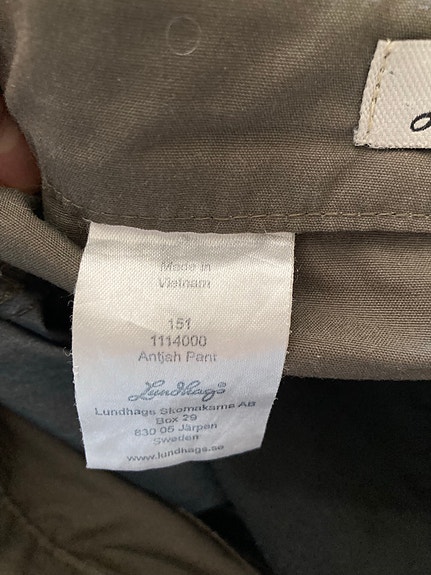 Made in
Vietnam
151
1114000
Antjah Pant
Lundhags
Lundhags Skomakarna AB
Box 29
830 05 Järpen
Sweden
www.lundhags.se